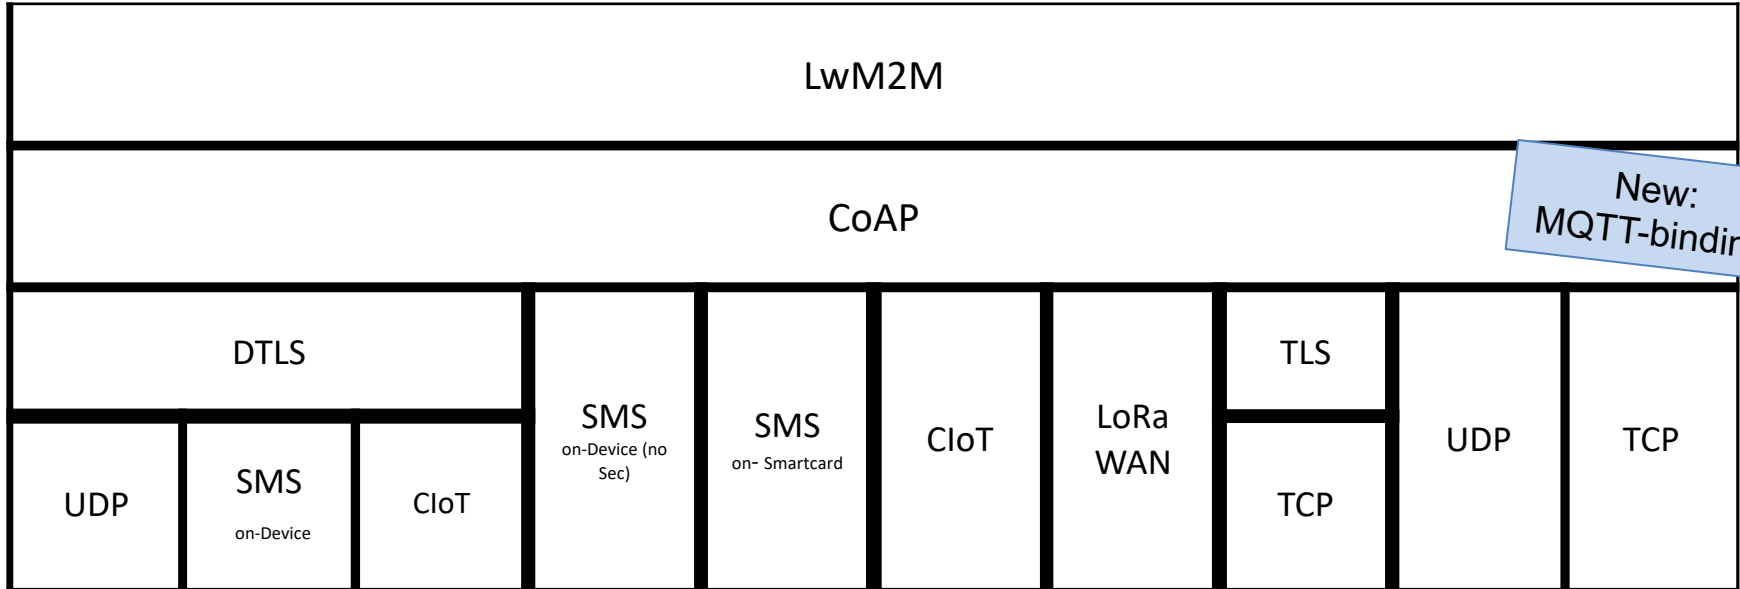 LwM2M
CoAP
New:
MQTT-bindin
DTLS
UDP
SMS
on-Device
CIoT
SMS
on-Device (no
Sec)
SMS
on- Smartcard
CIoT
LoRa
WAN
TLS
TCP
UDP
TCP